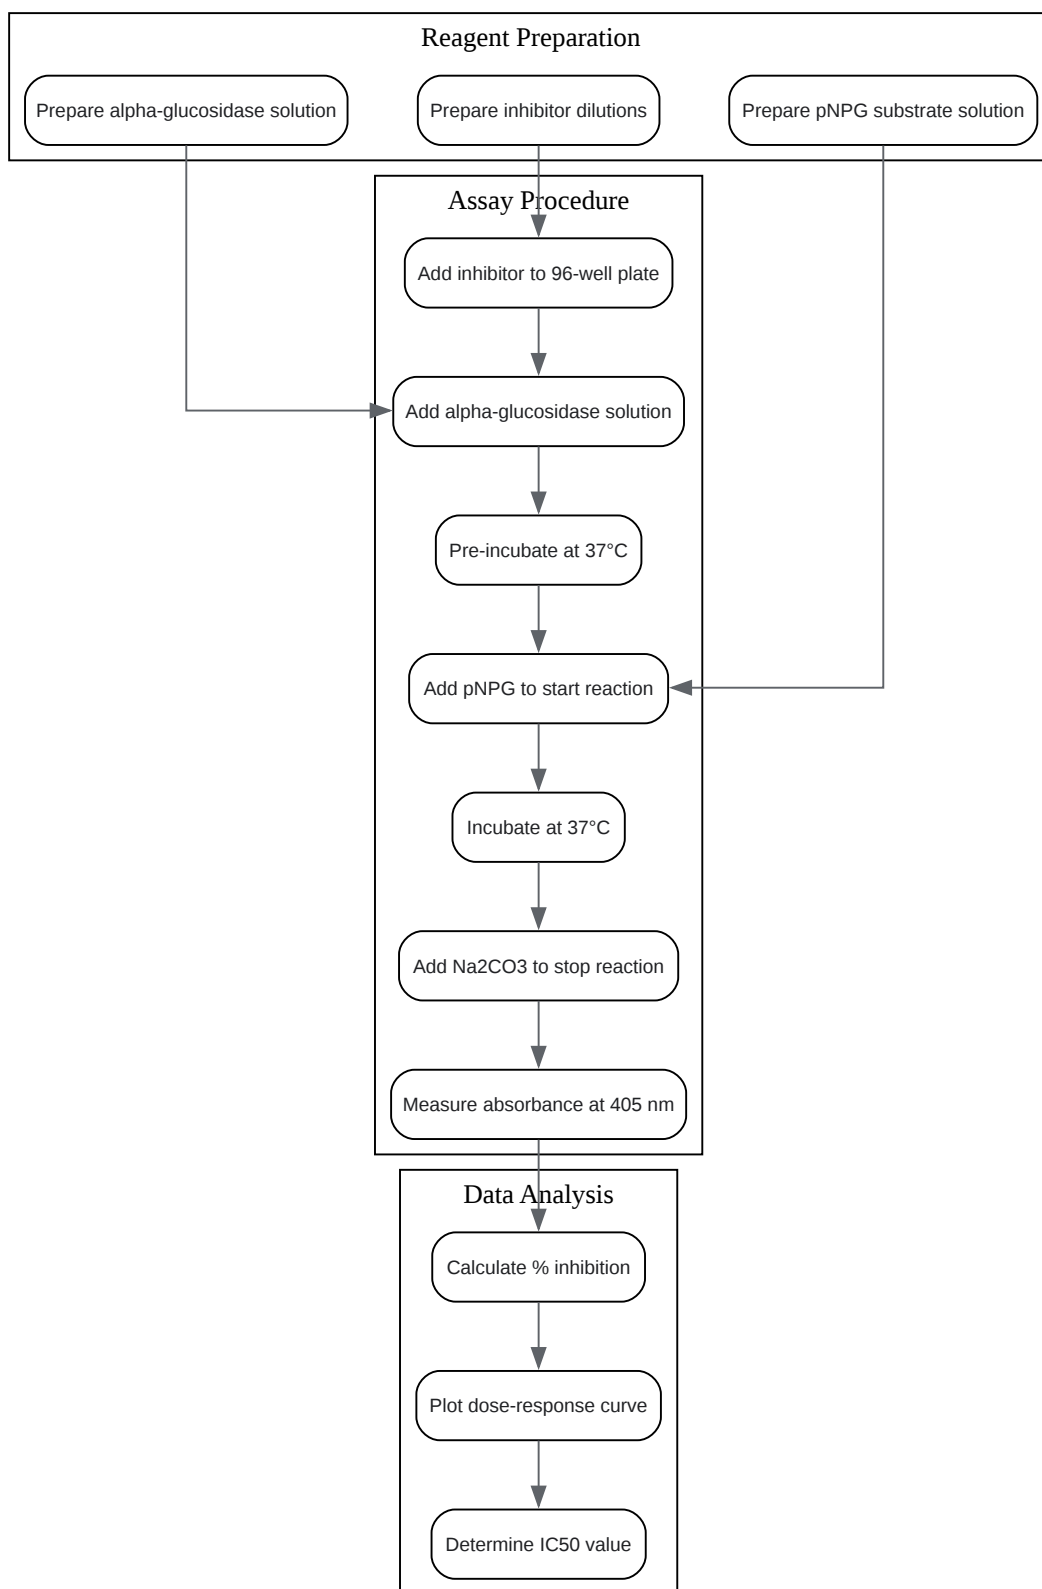 Reagent Preparation
Prepare alpha-glucosidase solution
Prepare inhibitor dilutions
Prepare pNPG substrate solution
Assay Procedure
Add inhibitor to 96-well plate
Add alpha-glucosidase solution
Pre-incubate at 37°C
Add pNPG to start reaction
Incubate at 37°C
Add Na2CO3 to stop reaction
Measure absorbance at 405 nm
Data Analysis
Calculate % inhibition
Plot dose-response curve
Determine IC50 value